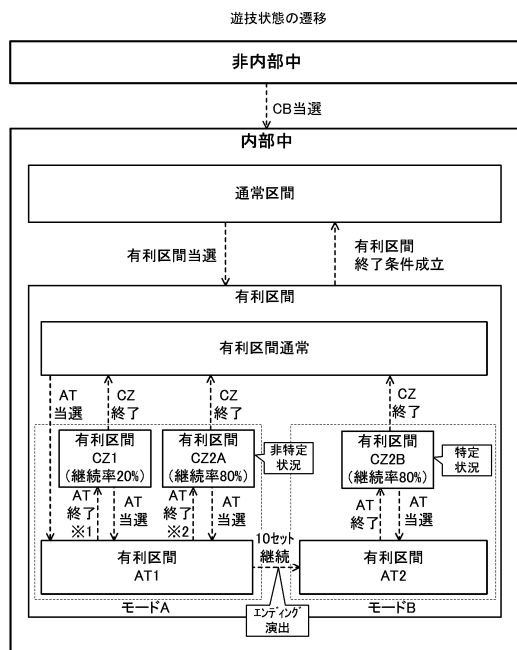 遊技状態の遷移
非内部中
CB当選
内部中
通常区間
有利区間当選
有利区間
終了条件成立
有利区間
有利区間通常
AT
当選
CZ
終了
CZ
終了
CZ
終了
有利区間
CZ1
(継続率20%)
有利区間
CZ2A
(継続率80%)
非特定
状況
有利区間
CZ2B
(継続率80%)
特定
状況
AT
終了
※1
AT
当選
AT
終了
※2
AT
当選
AT
終了
AT
当選
有利区間
AT1
10セット
継続
有利区間
AT2
モードA
エンディング
演出
モードB